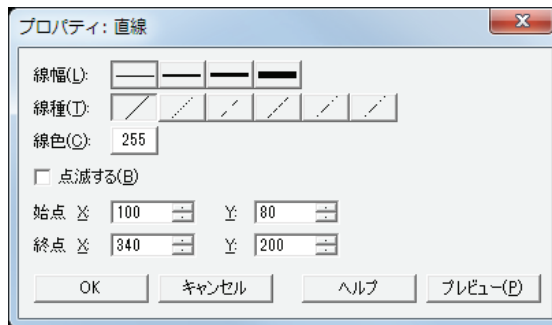 プロパティ: 直線
線幅(L):
線種(T):
線色(C): 255
点滅する(B)
始点 X: 100 Y: 80
終点 X: 340 Y: 200
OK キャンセル ヘルプ プレビュー(P)